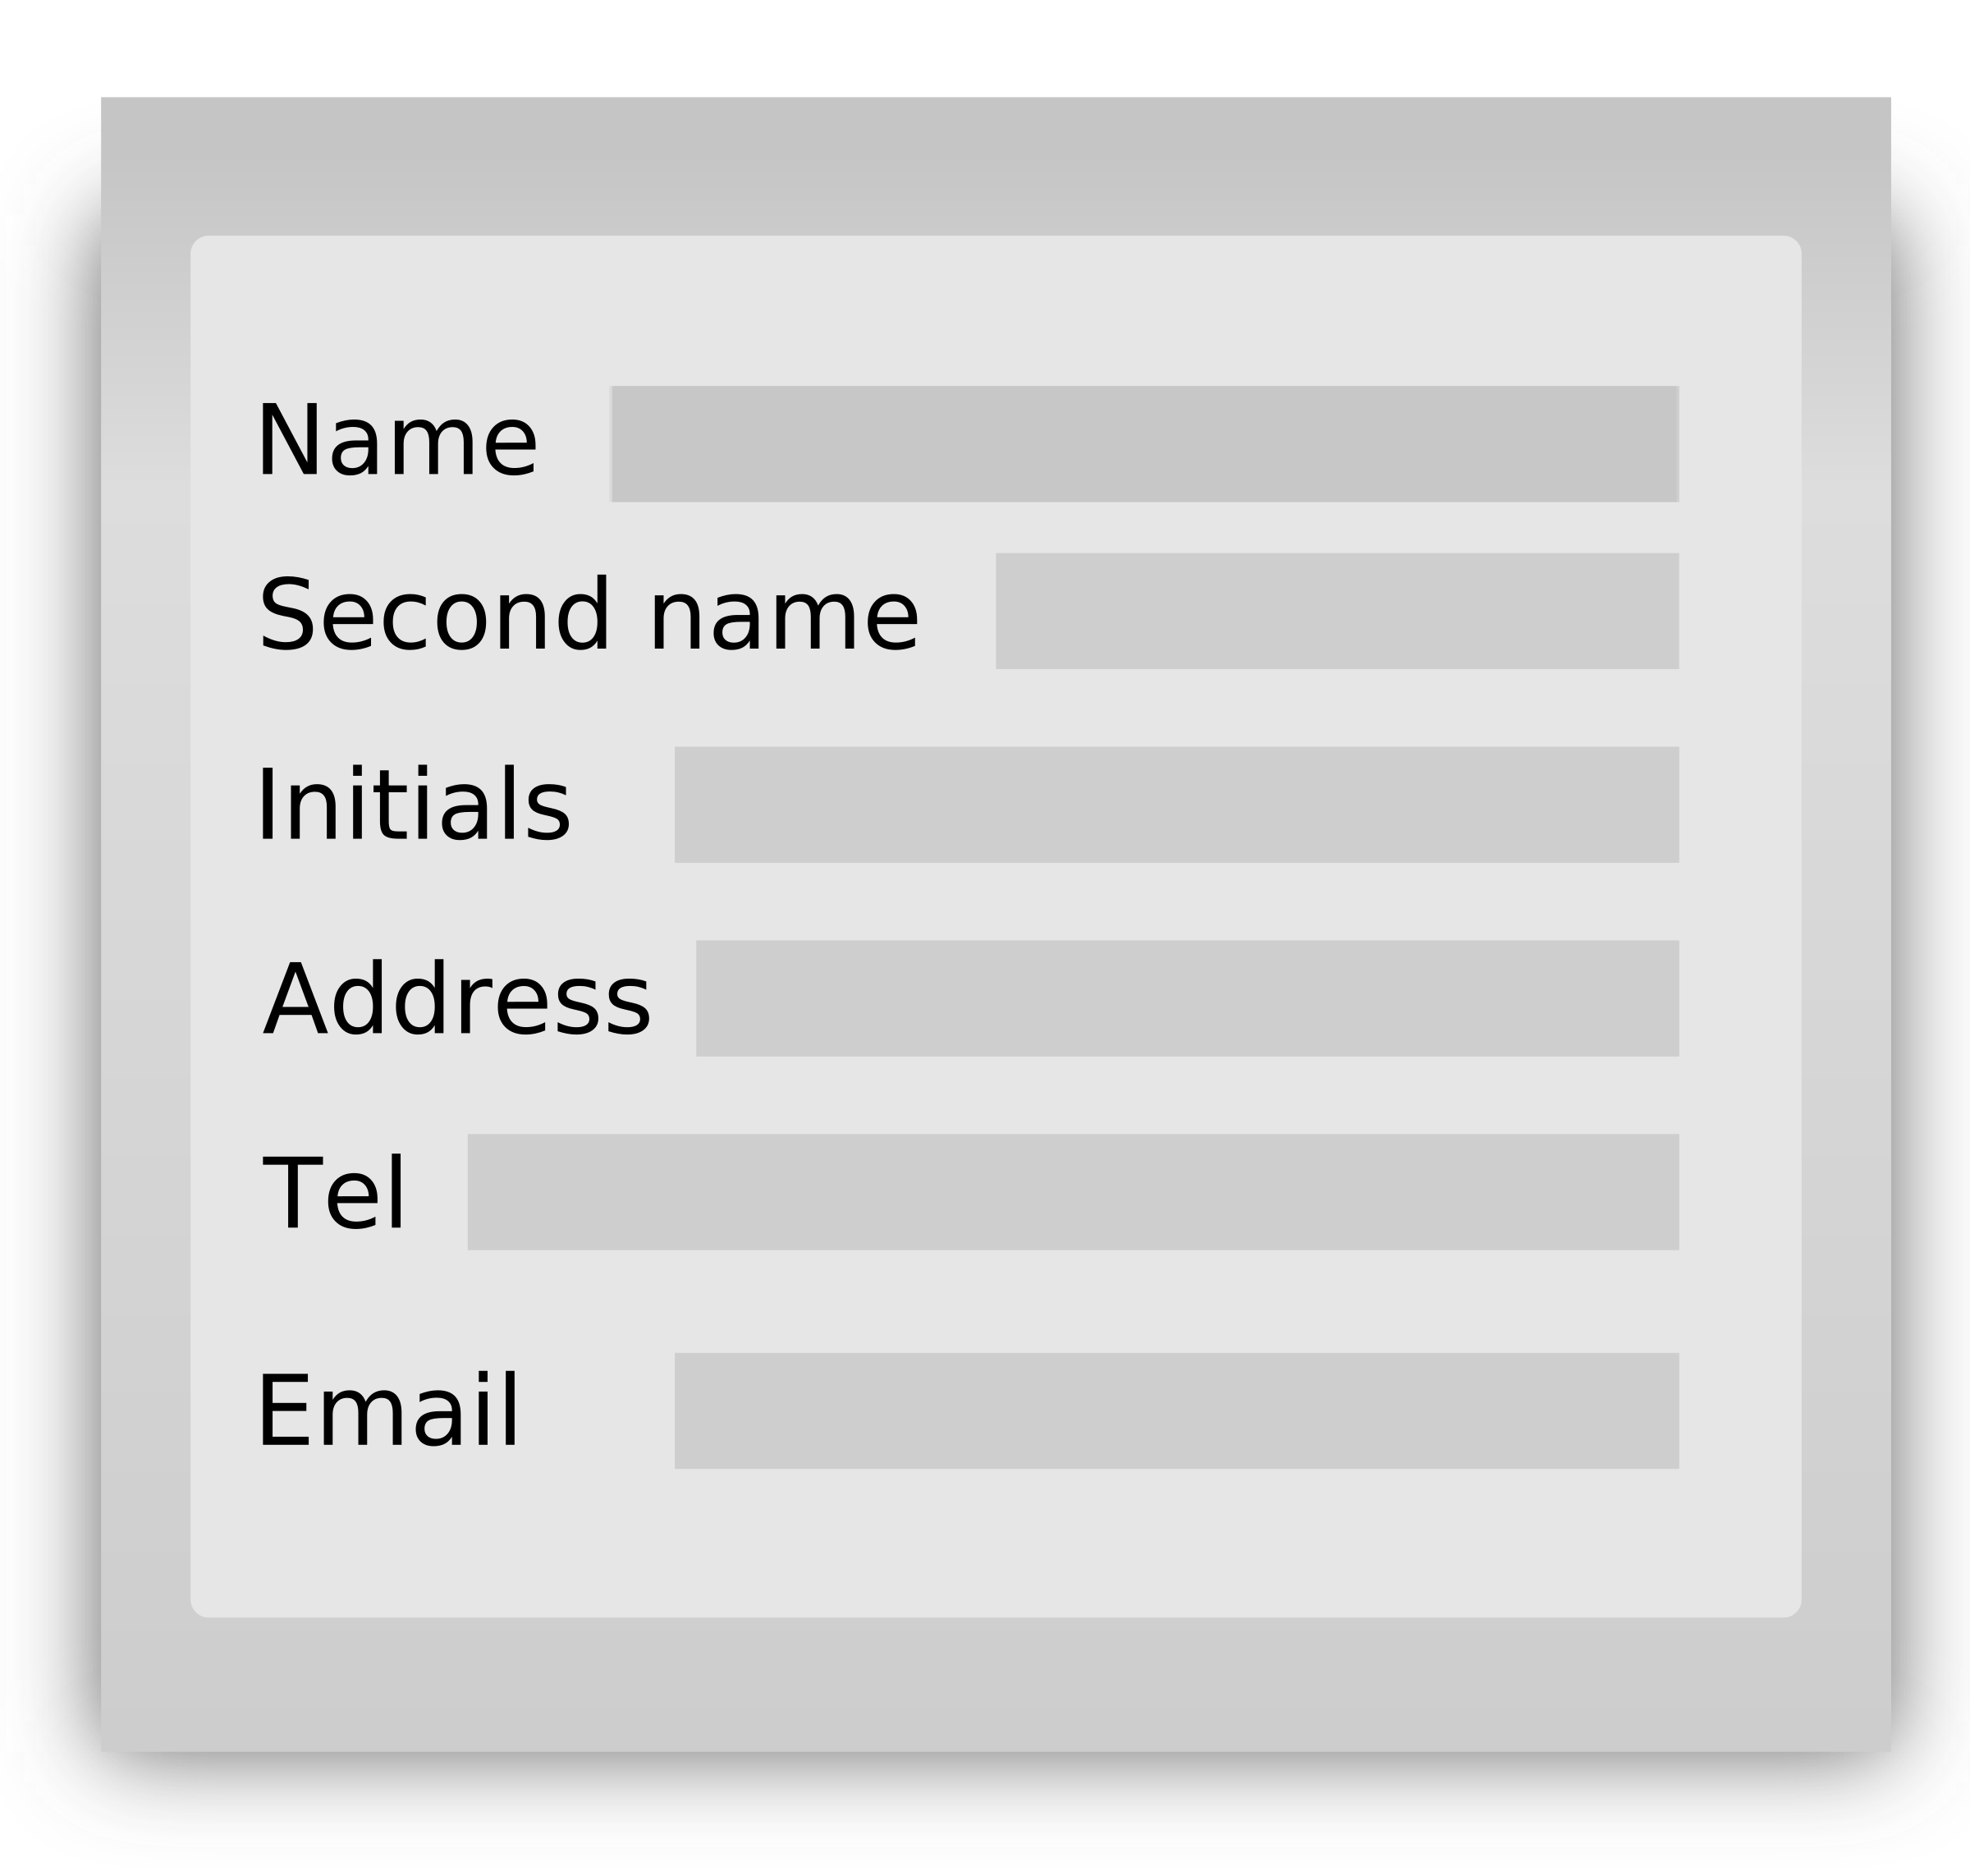 Name
Second name
Initials
Address
Tel
Email